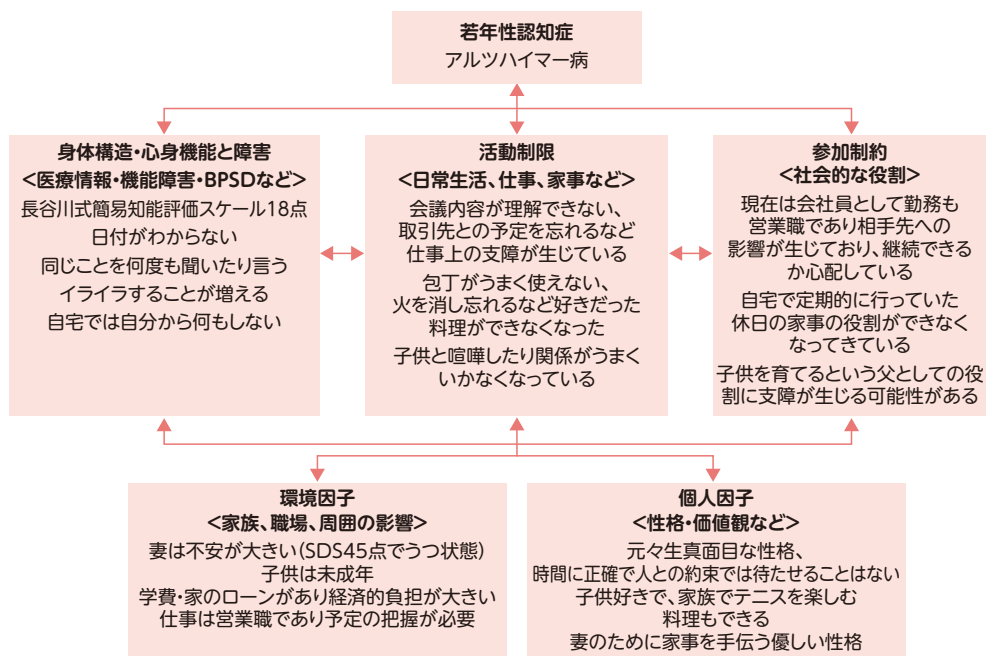 若年性認知症
アルツハイマー病
身体構造・心身機能と障害
<医療情報・機能障害・BPSDなど>
長谷川式簡易知能評価スケール18点
日付がわからない
同じことを何度も聞いたり言う
イライラすることが増える
自宅では自分から何もしない
活動制限
<日常生活、仕事、家事など>
会議内容が理解できない、
取引先との予定を忘れるなど
仕事上の支障が生じている
包丁がうまく使えない、
火を消し忘れるなど好きだった
料理ができなくなった
子供と喧嘩したり関係がうまく
いかなくなっている
参加制約
<社会的な役割>
現在は会社員として勤務も
営業職であり相手先への
影響が生じており、継続できる
か心配している
自宅で定期的に行っていた
休日の家事の役割ができなく
なってきている
子供を育てるという父としての役
割に支障が生じる可能性がある
環境因子
<家族、職場、周囲の影響>
妻は不安が大きい(SDS45点でうつ状態)
子供は未成年
学費・家のローンがあり経済的負担が大きい
仕事は営業職であり予定の把握が必要
個人因子
<性格・価値観など>
元々生真面目な性格、
時間に正確で人との約束では待たせることはない
子供好きで、家族でテニスを楽しむ
料理もできる
妻のために家事を手伝う優しい性格